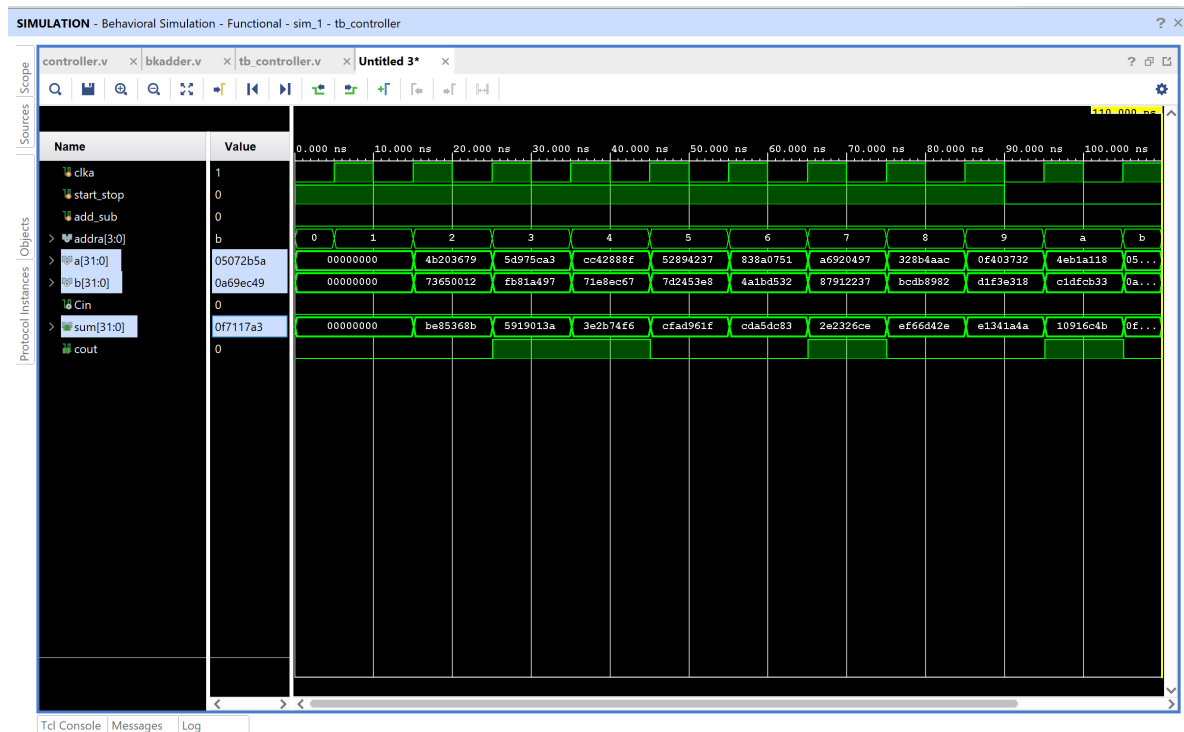 SIMULATION - Behavioral Simulation - Functional - sim_1 - tb_controller ? ×
controller.v × bkadder.v × tb_controller.v × Untitled 3* × ?
Scope
Sources
Objects
Protocol Instances
110.000 ns
Name Value 0.000 ns 10.000 ns 20.000 ns 30.000 ns 40.000 ns 50.000 ns 60.000 ns 70.000 ns 80.000 ns 90.000 ns 100.000 ns
clka 1
start_stop 0
add_sub 0
> addra[3:0] b 0 1 2 3 4 5 6 7 8 9 a b
> a[31:0] 05072b5a 00000000 4b203679 5d975ca3 cc42888f 52894237 838a0751 a6920497 328b4aac 0f403732 4eb1a118 05...
> b[31:0] 0a69ec49 00000000 73650012 fb81a497 71e8ec67 7d2453e8 4a1bd532 87912237 bcdb8982 d1f3e318 c1dfcb33 0a...
Cin 0
> sum[31:0] 0f7117a3 00000000 be85368b 5919013a 3e2b74f6 cfad961f cda5dc83 2e2326ce ef66d42e e1341a4a 10916c4b 0f...
cout 0
Tcl Console Messages Log